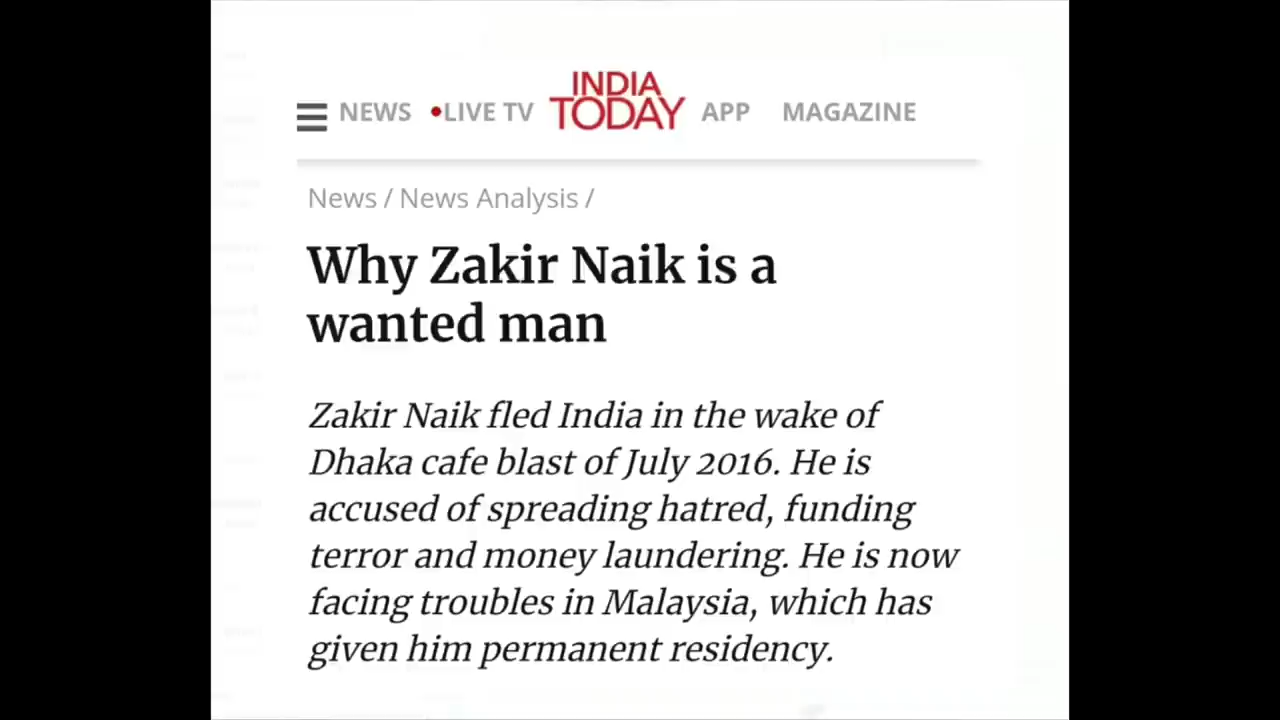 NEWS •LIVE TV INDIA TODAY APP MAGAZINE
News / News Analysis /
Why Zakir Naik is a
wanted man
Zakir Naik fled India in the wake of
Dhaka cafe blast of July 2016. He is
accused of spreading hatred, funding
terror and money laundering. He is now
facing troubles in Malaysia, which has
given him permanent residency.